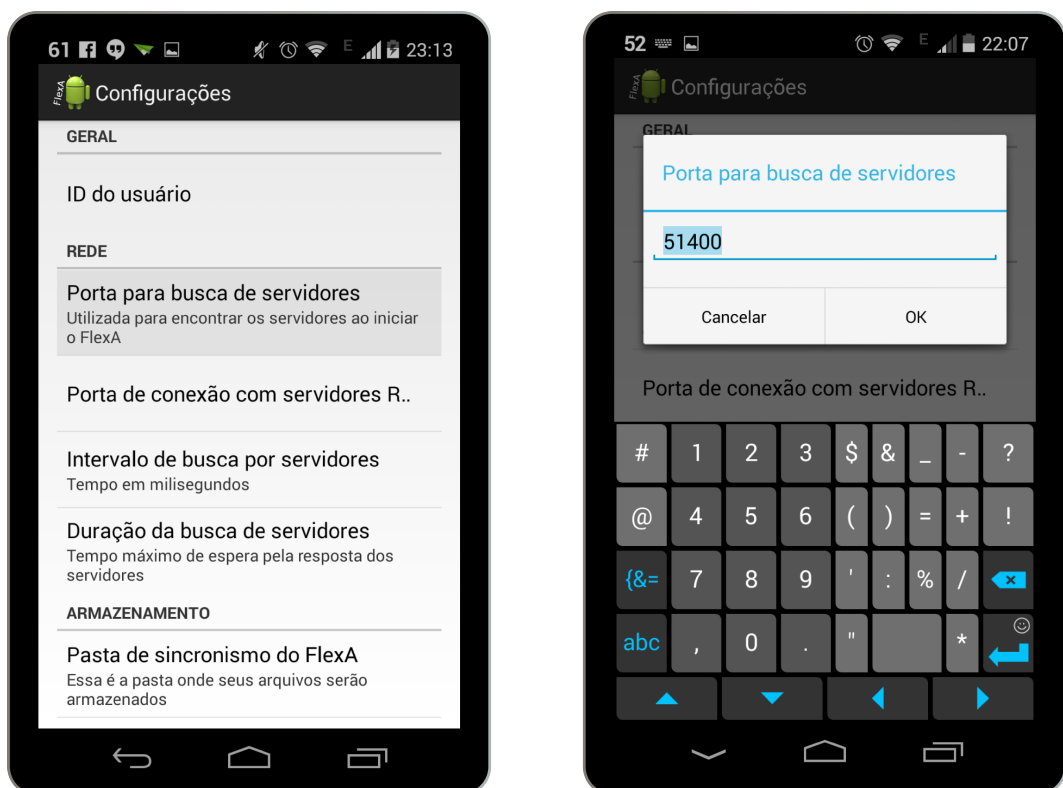 61 E 23:13
FlexA Configurações
GERAL
ID do usuário
REDE
Porta para busca de servidores
Utilizada para encontrar os servidores ao iniciar
o FlexA
Porta de conexão com servidores R..
Intervalo de busca por servidores
Tempo em milisegundos
Duração da busca de servidores
Tempo máximo de espera pela resposta dos
servidores
ARMAZENAMENTO
Pasta de sincronismo do FlexA
Essa é a pasta onde seus arquivos serão
armazenados
52 E 22:07
FlexA Configurações
GERAL
Porta para busca de servidores
51400
Cancelar OK
Porta de conexão com servidores R..
# 1 2 3 $ & _ - ?
@ 4 5 6 ( ) = + !
{&= 7 8 9 ' : % /
abc , 0 . " *